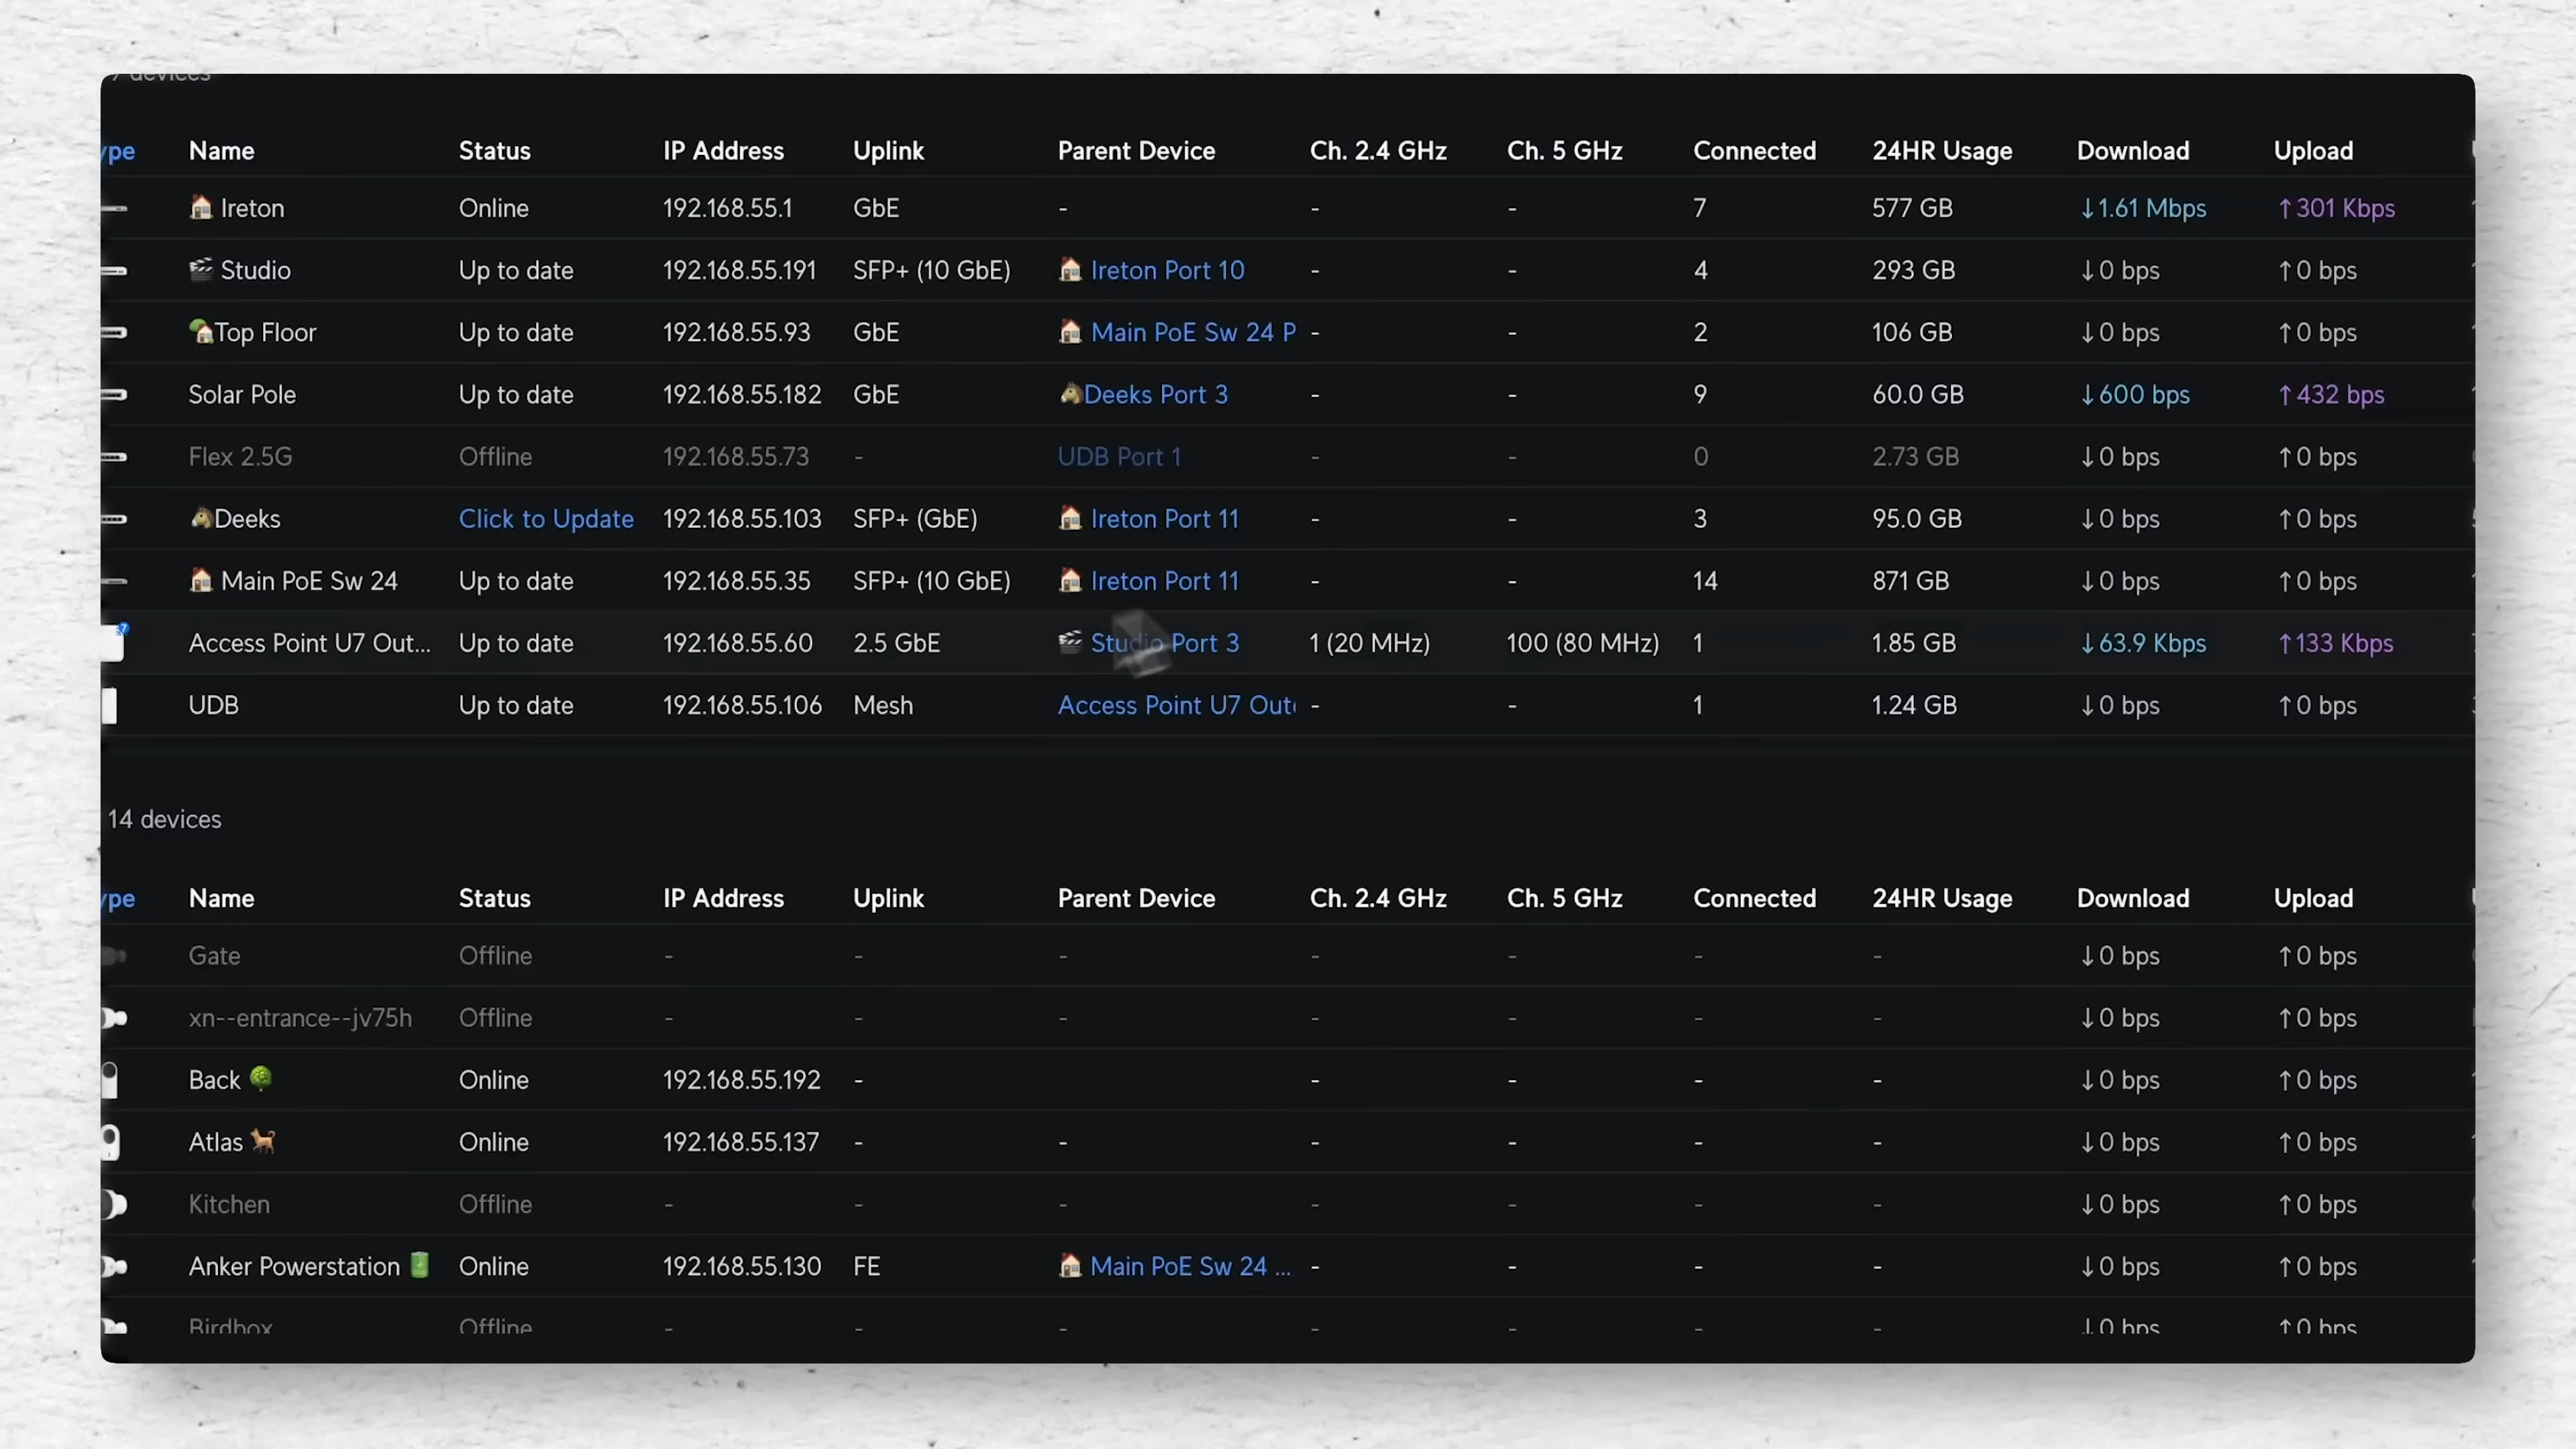 devices
ype Name Status IP Address Uplink Parent Device Ch. 2.4 GHz Ch. 5 GHz Connected 24HR Usage Download Upload
🏠 Ireton Online 192.168.55.1 GbE - - - 7 577 GB ↓1.61 Mbps ↑301 Kbps
🎬 Studio Up to date 192.168.55.191 SFP+ (10 GbE) 🏠 Ireton Port 10 - - 4 293 GB ↓0 bps ↑0 bps
🏡Top Floor Up to date 192.168.55.93 GbE 🏠 Main PoE Sw 24 P - - 2 106 GB ↓0 bps ↑0 bps
Solar Pole Up to date 192.168.55.182 GbE 🐴Deeks Port 3 - - 9 60.0 GB ↓600 bps ↑432 bps
Flex 2.5G Offline 192.168.55.73 - UDB Port 1 - - 0 2.73 GB ↓0 bps ↑0 bps
🐴Deeks Click to Update 192.168.55.103 SFP+ (GbE) 🏠 Ireton Port 11 - - 3 95.0 GB ↓0 bps ↑0 bps
🏠 Main PoE Sw 24 Up to date 192.168.55.35 SFP+ (10 GbE) 🏠 Ireton Port 11 - - 14 871 GB ↓0 bps ↑0 bps
Access Point U7 Out... Up to date 192.168.55.60 2.5 GbE 🎬 Studio Port 3 1 (20 MHz) 100 (80 MHz) 1 1.85 GB ↓63.9 Kbps ↑133 Kbps
UDB Up to date 192.168.55.106 Mesh Access Point U7 Out - - 1 1.24 GB ↓0 bps ↑0 bps
14 devices
ype Name Status IP Address Uplink Parent Device Ch. 2.4 GHz Ch. 5 GHz Connected 24HR Usage Download Upload
Gate Offline - - - - - - - ↓0 bps ↑0 bps
xn--entrance--jv75h Offline - - - - - - - ↓0 bps ↑0 bps
Back 🌳 Online 192.168.55.192 - - - - - ↓0 bps ↑0 bps
Atlas 🐕 Online 192.168.55.137 - - - - - - ↓0 bps ↑0 bps
Kitchen Offline - - - - - - - ↓0 bps ↑0 bps
Anker Powerstation 🔋 Online 192.168.55.130 FE 🏠 Main PoE Sw 24 ... - - - - ↓0 bps ↑0 bps
Birdbox Offline - - - - - - - ↓0 bps ↑0 bps